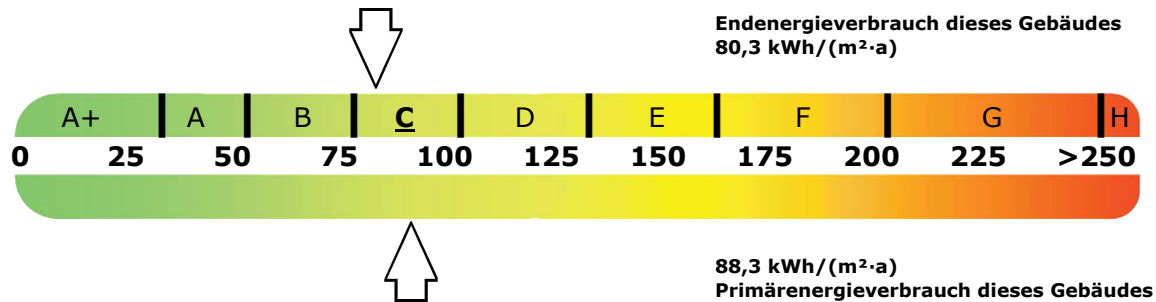 Endenergieverbrauch dieses Gebäudes
80,3 kWh/(m²·a)
A+ A B C D E F G H
0 25 50 75 100 125 150 175 200 225 >250
88,3 kWh/(m²·a)
Primärenergieverbrauch dieses Gebäudes